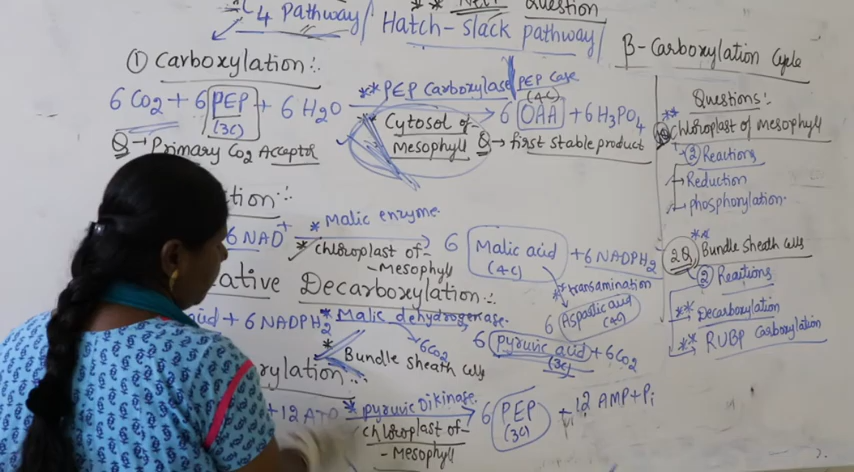 ** NEET Question
C4 Pathway/ Hatch-Slack pathway/ β-Carboxylation Cycle
① Carboxylation:.
6 CO2 + 6 PEP + 6 H2O **PEP Carboxylase PEP Case 6 OAA + 6 H3PO4
(3C) (4C)
** Cytosol of
Mesophyll
Q → Primary CO2 Acceptor
Q → first stable product
tion:.
6 NAD+ * Malic enzyme. 6 Malic acid + 6 NADPH2
(4C)
* chloroplast of-
-Mesophyll
** transamination
6 Aspartic acid
(4C)
ative Decarboxylation:.
acid + 6 NADPH2 * Malic dehydrogenase. 6 Pyruvic acid + 6 CO2
(3C)
6 CO2
* Bundle Sheath Cells
rylation:.
+ 12 ATP * pyruvic Dikinase. 6 PEP + 12 AMP + Pi
(3C)
chloroplast of-
-Mesophyll
Questions:-
**
1Q chloroplast of mesophyll
→ ② Reactions
→ Reduction
→ phosphorylation.
**
2Q Bundle sheath cells
→ ② Reactions
** Decarboxylation
** RUBP Carboxylation